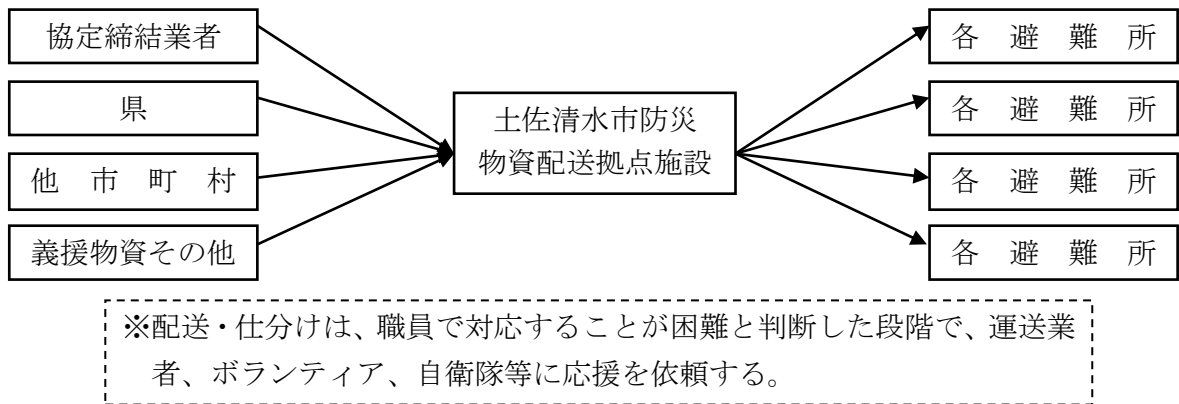 協定締結業者
県
他市町村
義援物資その他
土佐清水市防災
物資配送拠点施設
各避難所
各避難所
各避難所
各避難所
※配送・仕分けは、職員で対応することが困難と判断した段階で、運送業
者、ボランティア、自衛隊等に応援を依頼する。